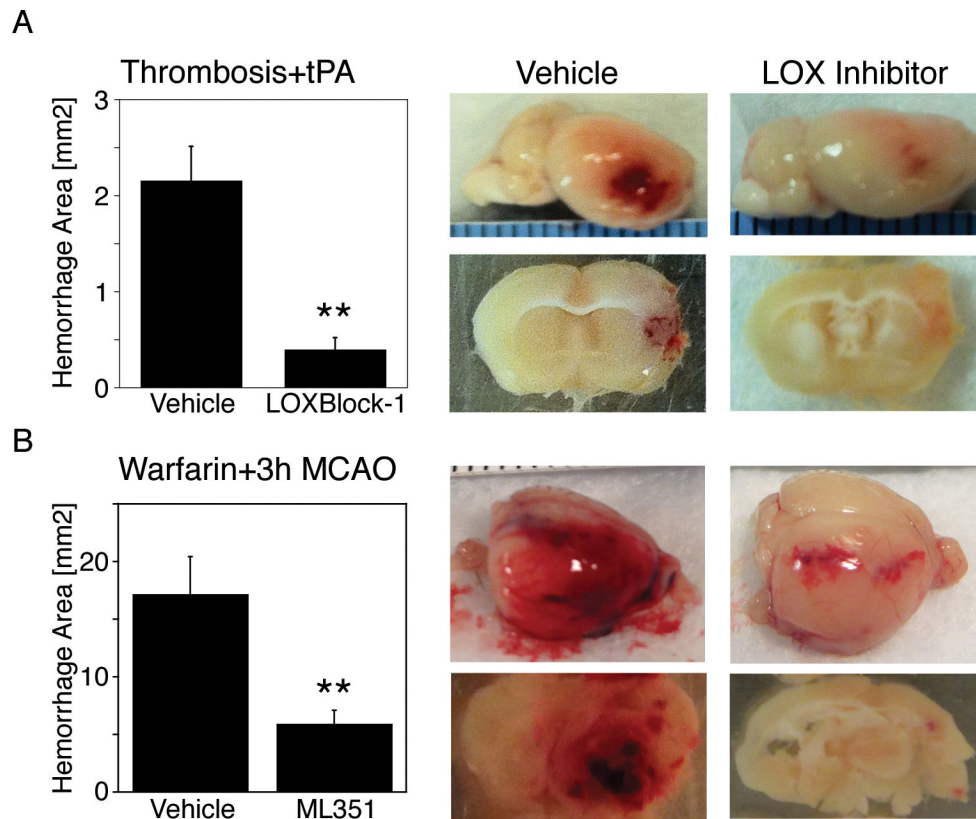 A
Thrombosis+tPA
Vehicle
LOX Inhibitor
Hemorrhage Area [mm2]
3
2
1
0
**
Vehicle
LOXBlock-1
B
Warfarin+3h MCAO
Hemorrhage Area [mm2]
20
10
0
**
Vehicle
ML351